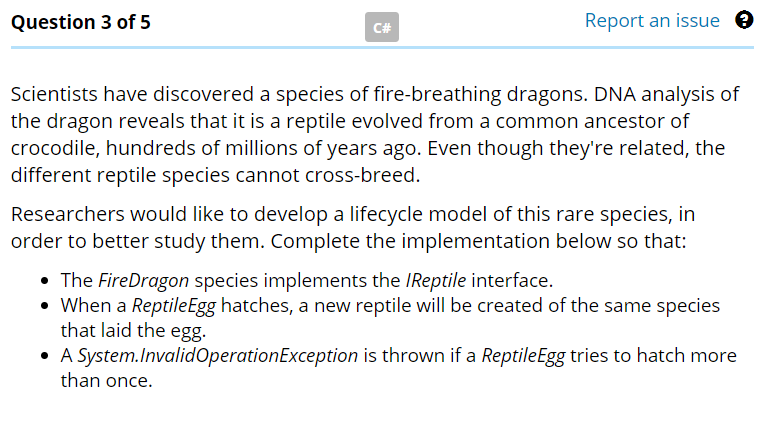 Question 3 of 5
C#
Report an issue ?
Scientists have discovered a species of fire-breathing dragons. DNA analysis of
the dragon reveals that it is a reptile evolved from a common ancestor of
crocodile, hundreds of millions of years ago. Even though they're related, the
different reptile species cannot cross-breed.
Researchers would like to develop a lifecycle model of this rare species, in
order to better study them. Complete the implementation below so that:
• The FireDragon species implements the IReptile interface.
• When a ReptileEgg hatches, a new reptile will be created of the same species
that laid the egg.
• A System.InvalidOperationException is thrown if a ReptileEgg tries to hatch more
than once.